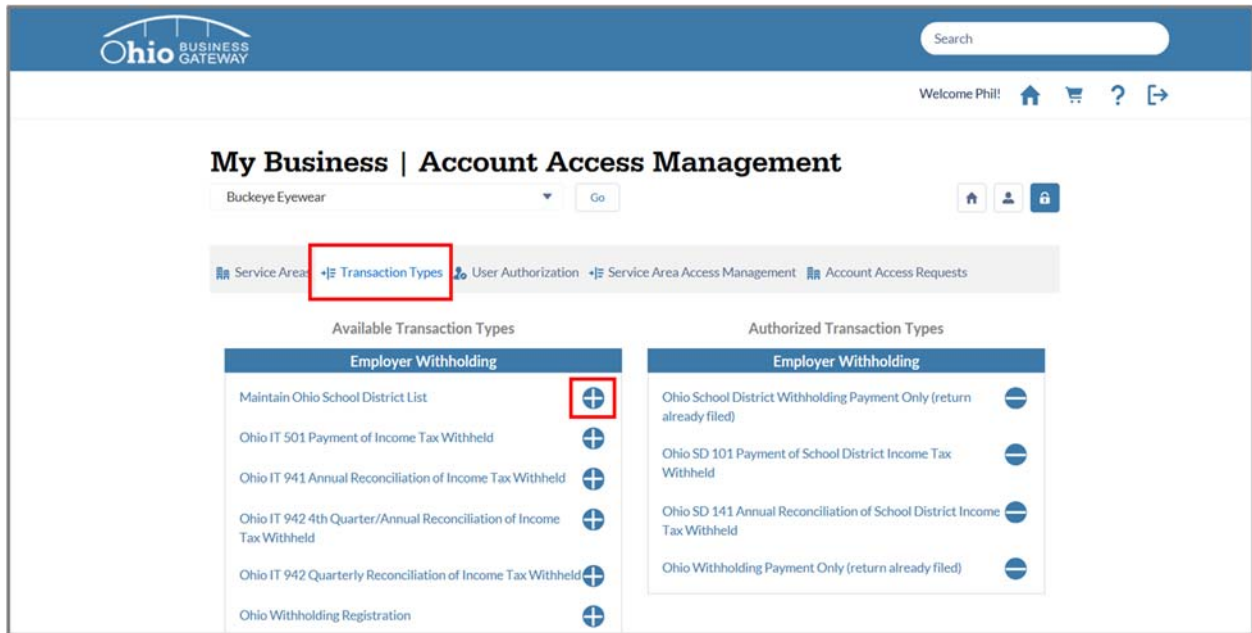 Ohio BUSINESS
GATEWAY
Search
Welcome Phil!
?
My Business | Account Access Management
Buckeye Eyewear
Go
Service Areas
Transaction Types
User Authorization
Service Area Access Management
Account Access Requests
Available Transaction Types
Employer Withholding
Maintain Ohio School District List
Ohio IT 501 Payment of Income Tax Withheld
Ohio IT 941 Annual Reconciliation of Income Tax Withheld
Ohio IT 942 4th Quarter/Annual Reconciliation of Income
Tax Withheld
Ohio IT 942 Quarterly Reconciliation of Income Tax Withheld
Ohio Withholding Registration
Authorized Transaction Types
Employer Withholding
Ohio School District Withholding Payment Only (return
already filed)
Ohio SD 101 Payment of School District Income Tax
Withheld
Ohio SD 141 Annual Reconciliation of School District Income
Tax Withheld
Ohio Withholding Payment Only (return already filed)